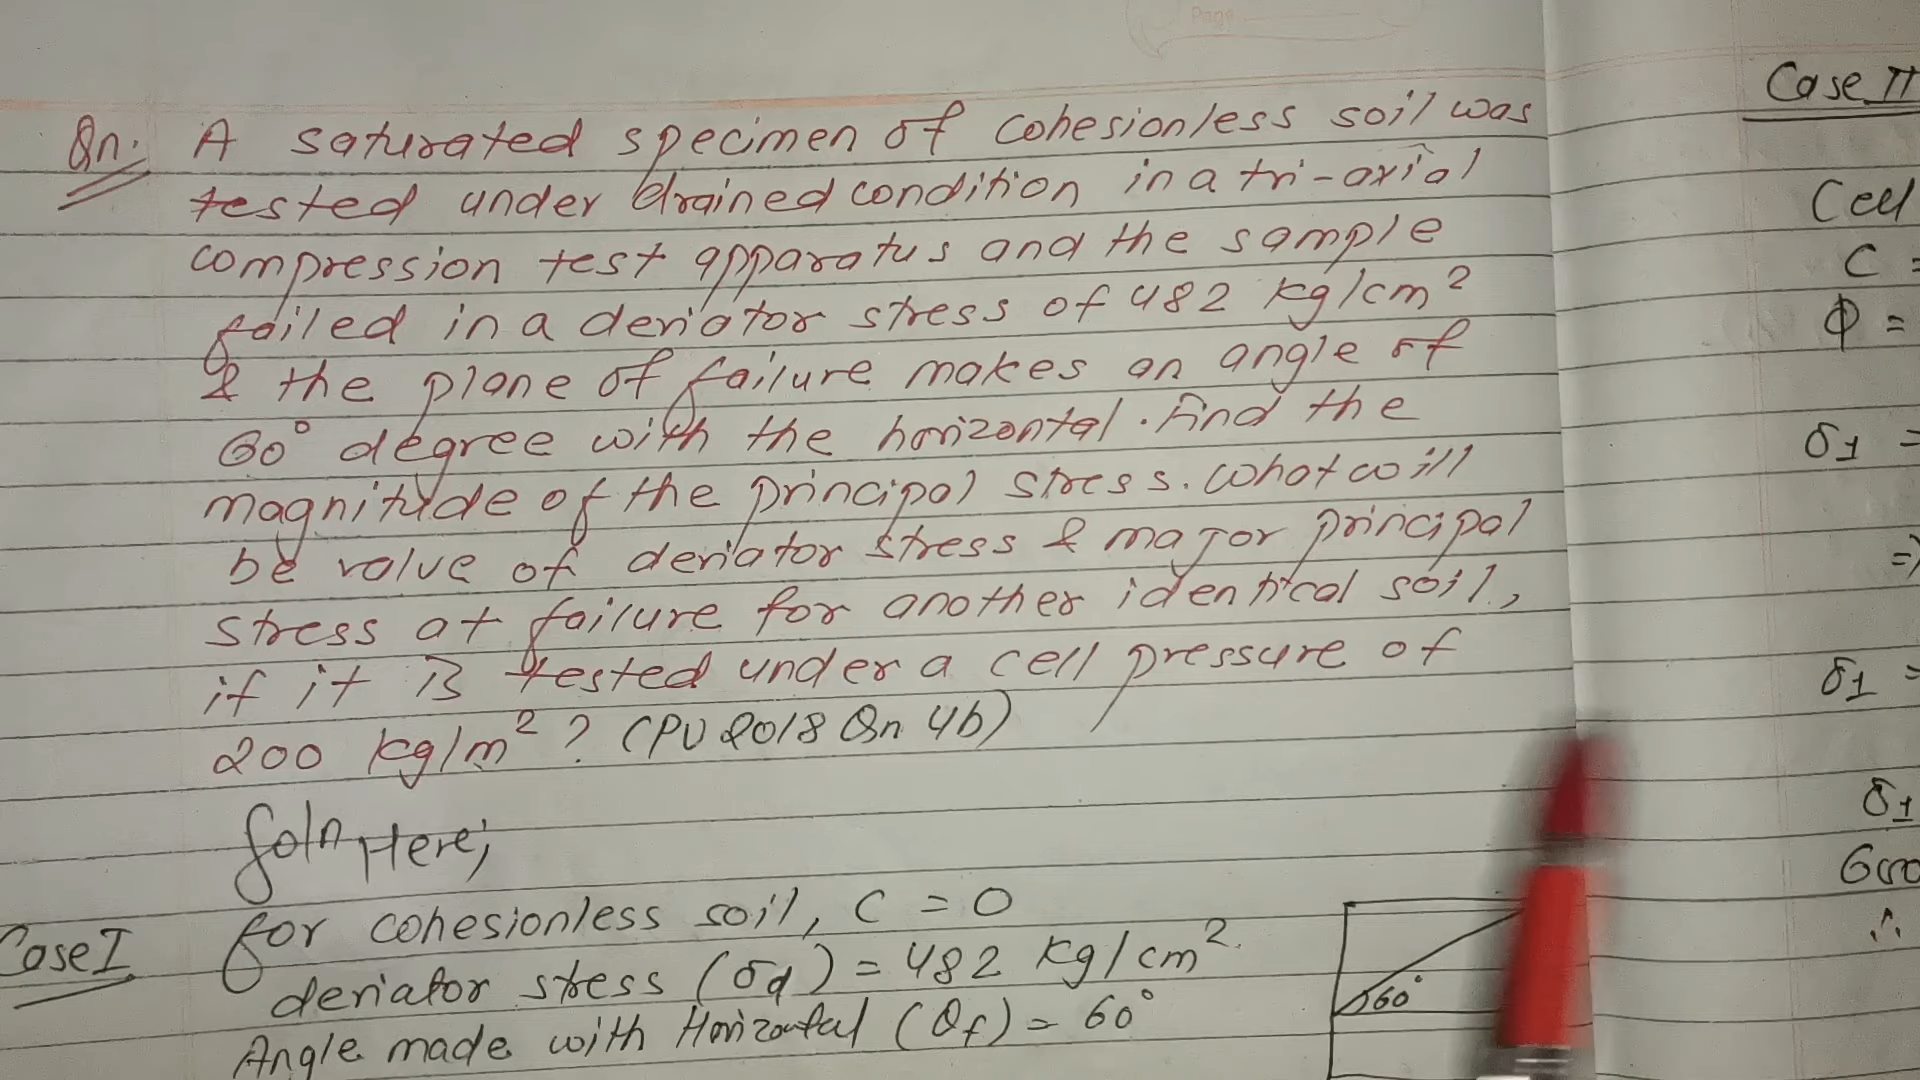 Page
Qn. A saturated specimen of cohesionless soil was
tested under drained condition in a tri-axial
compression test apparatus and the sample
failed in a deviator stress of 482 kg/cm²
& the plane of failure makes an angle of
60° degree with the horizontal. Find the
magnitude of the principal stress. What will
be value of deviator stress & major principal
stress at failure for another identical soil,
if it is tested under a cell pressure of
200 kg/m² ? (PU 2018 Qn 4b)
Soln Here;
Case I for cohesionless soil, C = 0
deviator stress (σd) = 482 kg/cm².
Angle made with Horizontal (θf) = 60°
60°
Case II
Cell
C =
Φ =
σ1 =
=>
σ1 =
σ1
∴